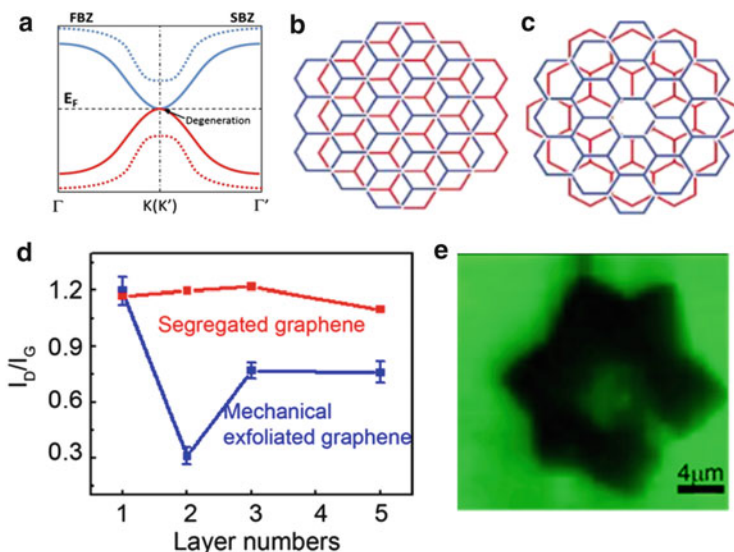 a
FBZ
SBZ
E_F
Degeneration
Γ
K(K')
Γ'
b
c
d
I_D/I_G
1.2
0.9
0.6
0.3
Segregated graphene
Mechanical
exfoliated graphene
1
2
3
4
5
Layer numbers
e
4μm